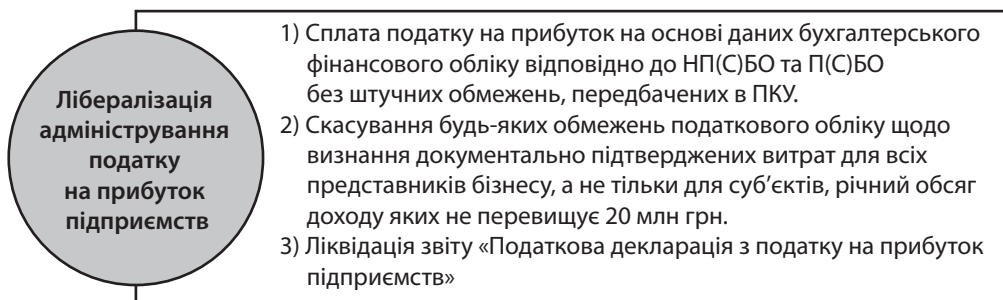 Лібералізація
адміністрування
податку
на прибуток
підприємств
1) Сплата податку на прибуток на основі даних бухгалтерського
фінансового обліку відповідно до НП(С)БО та П(С)БО
без штучних обмежень, передбачених в ПКУ.
2) Скасування будь-яких обмежень податкового обліку щодо
визнання документально підтверджених витрат для всіх
представників бізнесу, а не тільки для суб’єктів, річний обсяг
доходу яких не перевищує 20 млн грн.
3) Ліквідація звіту «Податкова декларація з податку на прибуток
підприємств»